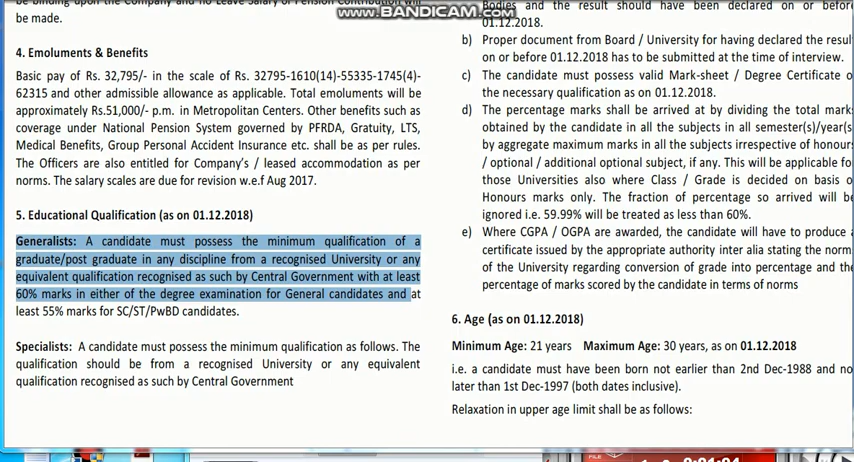 www.BANDICAM.com
be made.
4. Emoluments & Benefits
Basic pay of Rs. 32,795/- in the scale of Rs. 32795-1610(14)-55335-1745(4)-
62315 and other admissible allowance as applicable. Total emoluments will be
approximately Rs.51,000/- p.m. in Metropolitan Centers. Other benefits such as
coverage under National Pension System governed by PFRDA, Gratuity, LTS,
Medical Benefits, Group Personal Accident Insurance etc. shall be as per rules.
The Officers are also entitled for Company's / leased accommodation as per
norms. The salary scales are due for revision w.e.f Aug 2017.
5. Educational Qualification (as on 01.12.2018)
Generalists: A candidate must possess the minimum qualification of a
graduate/post graduate in any discipline from a recognised University or any
equivalent qualification recognised as such by Central Government with at least
60% marks in either of the degree examination for General candidates and at
least 55% marks for SC/ST/PwBD candidates.
Specialists: A candidate must possess the minimum qualification as follows. The
qualification should be from a recognised University or any equivalent
qualification recognised as such by Central Government
Bodies and the result should have been declared on or before
01.12.2018.
b) Proper document from Board / University for having declared the result
on or before 01.12.2018 has to be submitted at the time of interview.
c) The candidate must possess valid Mark-sheet / Degree Certificate o
the necessary qualification as on 01.12.2018.
d) The percentage marks shall be arrived at by dividing the total mark
obtained by the candidate in all the subjects in all semester(s)/year(s
by aggregate maximum marks in all the subjects irrespective of honour
/ optional / additional optional subject, if any. This will be applicable fo
those Universities also where Class / Grade is decided on basis o
Honours marks only. The fraction of percentage so arrived will b
ignored i.e. 59.99% will be treated as less than 60%.
e) Where CGPA / OGPA are awarded, the candidate will have to produce
certificate issued by the appropriate authority inter alia stating the norm
of the University regarding conversion of grade into percentage and the
percentage of marks scored by the candidate in terms of norms
6. Age (as on 01.12.2018)
Minimum Age: 21 years Maximum Age: 30 years, as on 01.12.2018
i.e. a candidate must have been born not earlier than 2nd Dec-1988 and no
later than 1st Dec-1997 (both dates inclusive).
Relaxation in upper age limit shall be as follows: